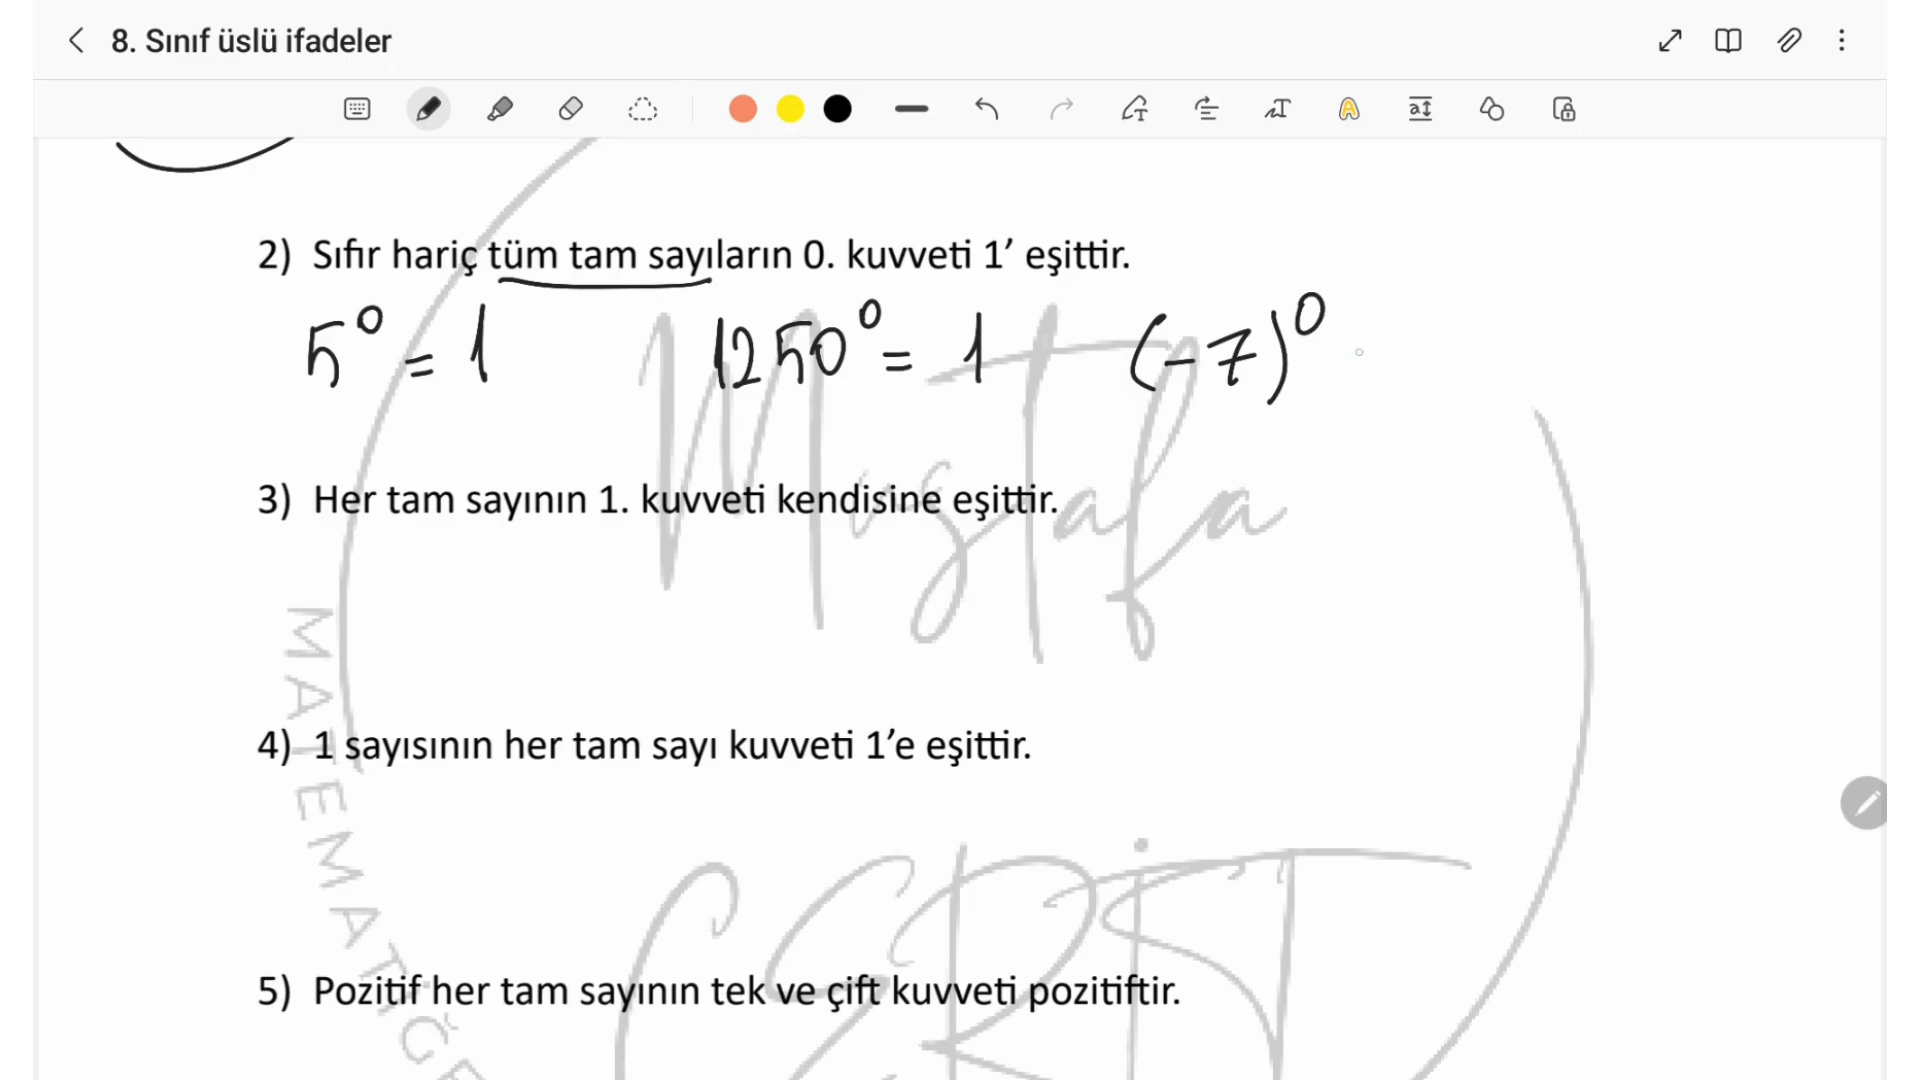 8. Sınıf üslü ifadeler
2) Sıfır hariç tüm tam sayıların 0. kuvveti 1’ eşittir.
5⁰ = 1 1250⁰ = 1 (-7)⁰
3) Her tam sayının 1. kuvveti kendisine eşittir.
Mustafa
4) 1 sayısının her tam sayı kuvveti 1’e eşittir.
5) Pozitif her tam sayının tek ve çift kuvveti pozitiftir.